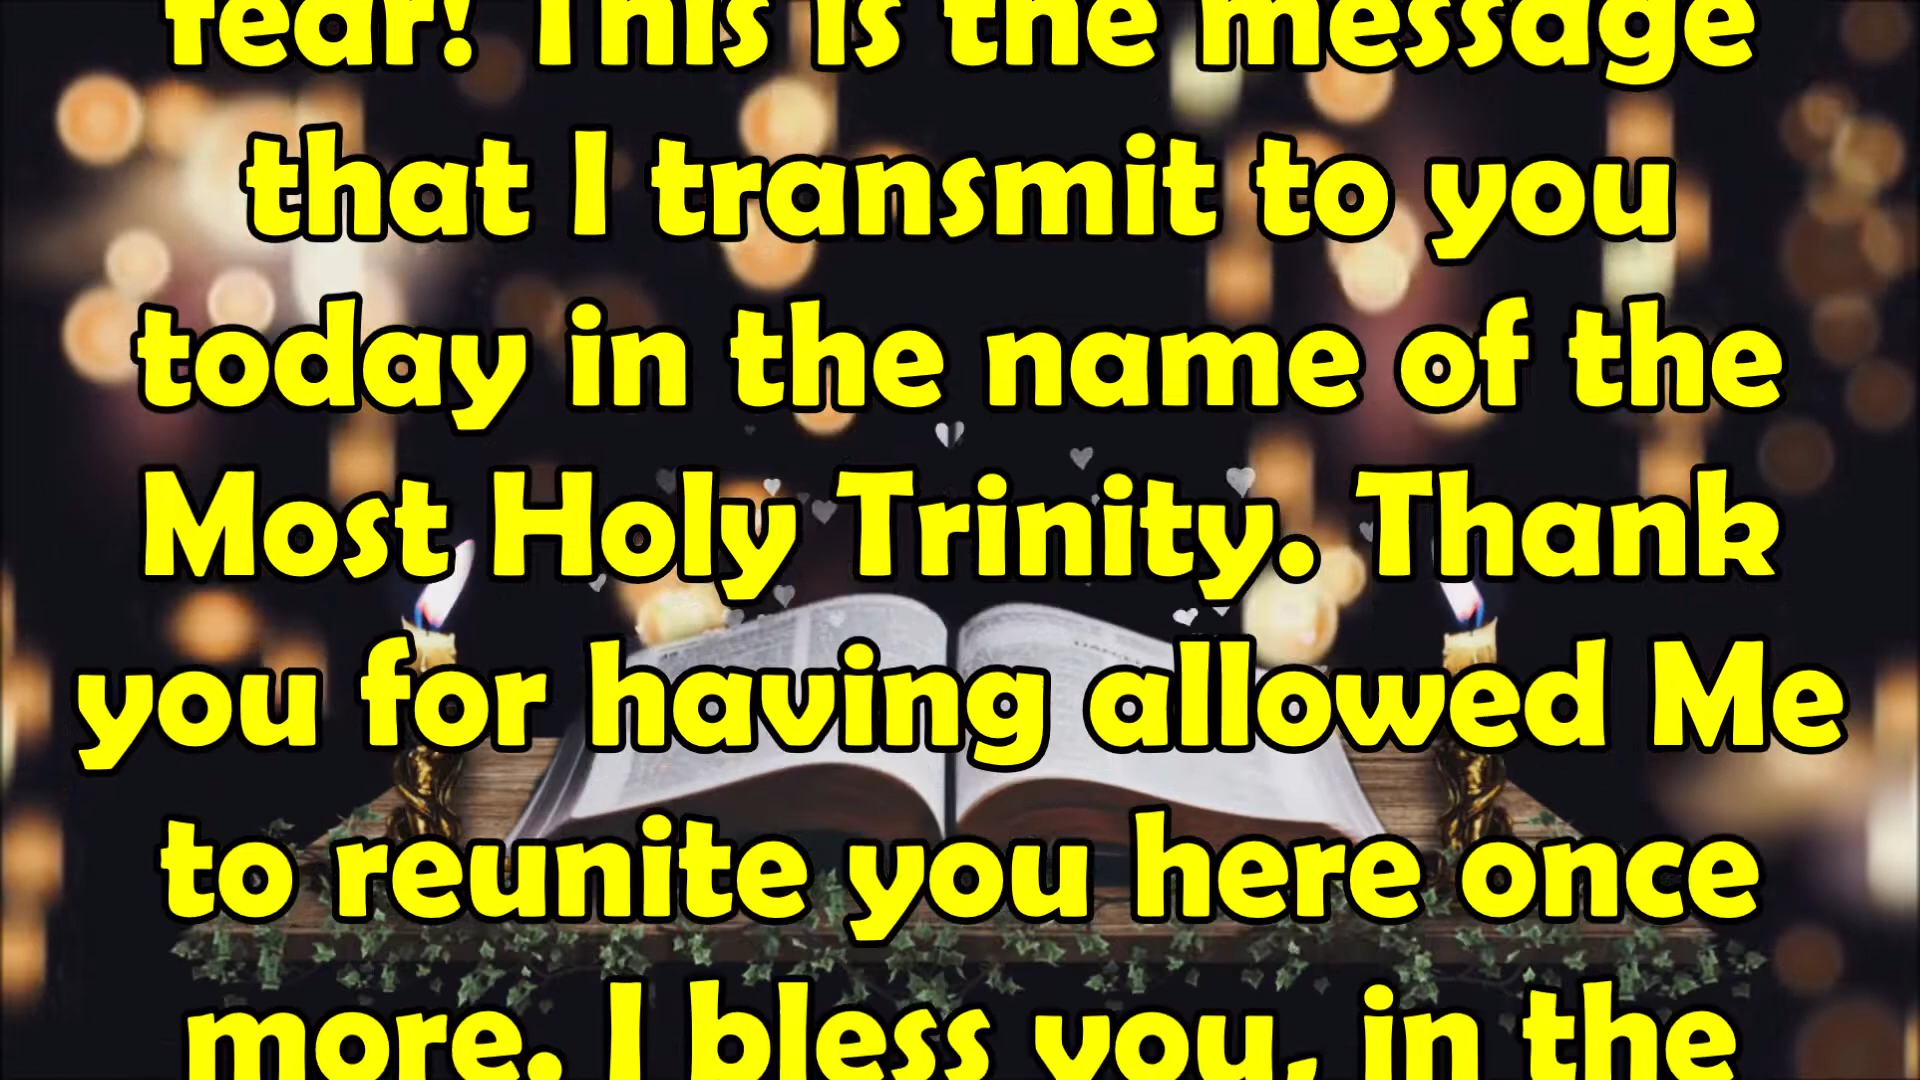 fear! This is the message
that I transmit to you
today in the name of the
Most Holy Trinity. Thank
you for having allowed Me
to reunite you here once
more. I bless you, in the